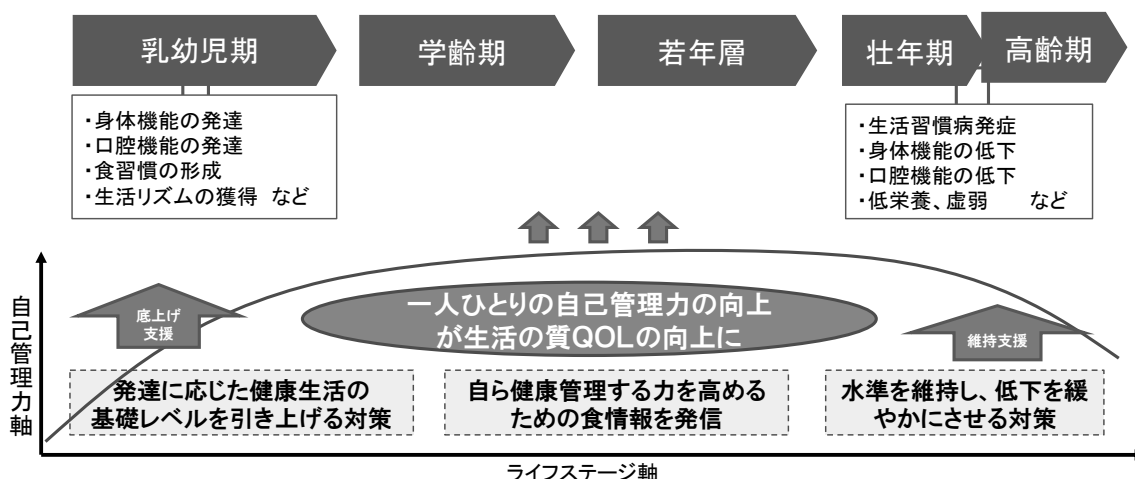 乳幼児期
学齢期
若年層
壮年期
高齢期
・身体機能の発達
・口腔機能の発達
・食習慣の形成
・生活リズムの獲得 など
・生活習慣病発症
・身体機能の低下
・口腔機能の低下
・低栄養、虚弱 など
自己管理力軸
底上げ
支援
一人ひとりの自己管理力の向上
が生活の質QOLの向上に
維持支援
発達に応じた健康生活の
基礎レベルを引き上げる対策
自ら健康管理する力を高める
ための食情報を発信
水準を維持し、低下を緩
やかにさせる対策
ライフステージ軸